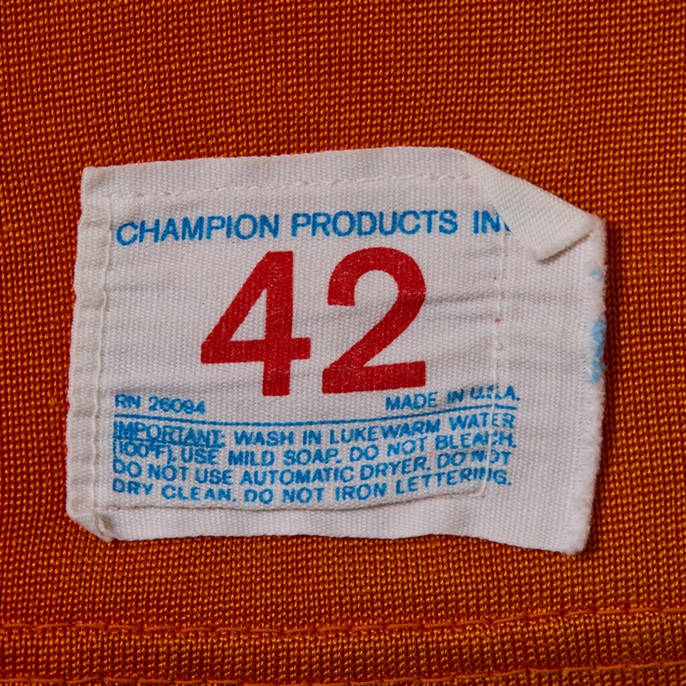 CHAMPION PRODUCTS IN
42
RN 26094 MADE IN U.S.A.
IMPORTANT: WASH IN LUKEWARM WATER
(100°F). USE MILD SOAP. DO NOT BLEACH.
DO NOT USE AUTOMATIC DRYER. DO NOT
DRY CLEAN. DO NOT IRON LETTERING.